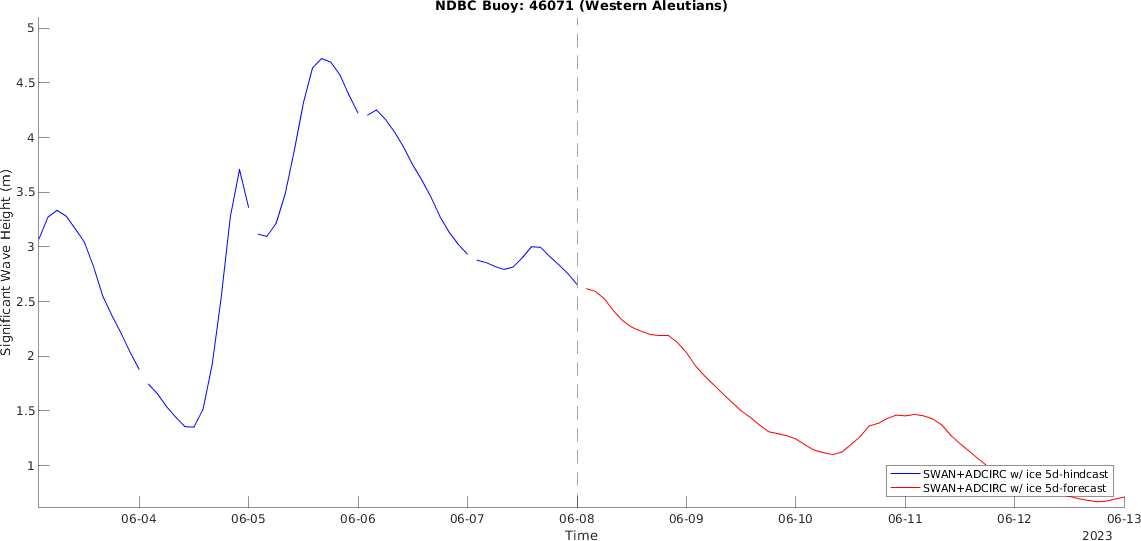 NDBC Buoy: 46071 (Western Aleutians)
Significant Wave Height (m)
5
4.5
4
3.5
3
2.5
2
1.5
1
SWAN+ADCIRC w/ ice 5d-hindcast
SWAN+ADCIRC w/ ice 5d-forecast
06-04 06-05 06-06 06-07 06-08 06-09 06-10 06-11 06-12 06-13
Time
2023